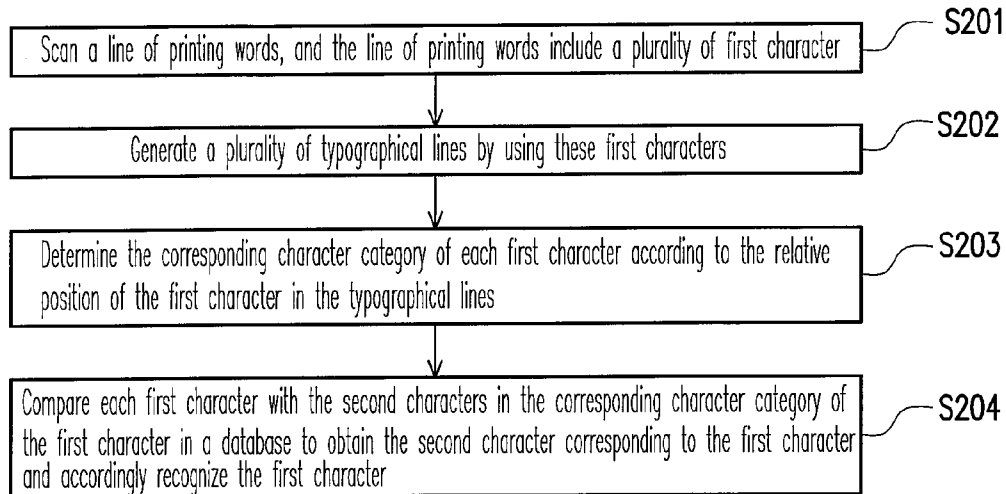 Scan a line of printing words, and the line of printing words include a plurality of first character
S201
Generate a plurality of typographical lines by using these first characters
S202
Determine the corresponding character category of each first character according to the relative
position of the first character in the typographical lines
S203
Compare each first character with the second characters in the corresponding character category of
the first character in a database to obtain the second character corresponding to the first character
and accordingly recognize the first character
S204